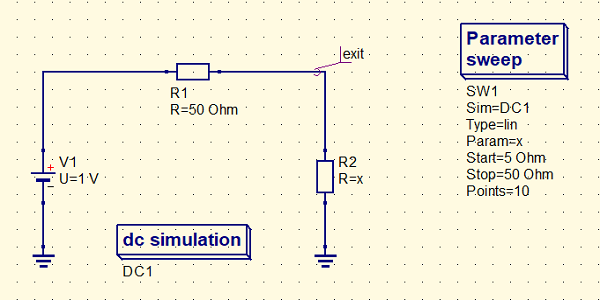 exit
Parameter
sweep
R1
R=50 Ohm
SW1
Sim=DC1
Type=lin
Param=x
Start=5 Ohm
Stop=50 Ohm
Points=10
V1
U=1 V
R2
R=x
dc simulation
DC1